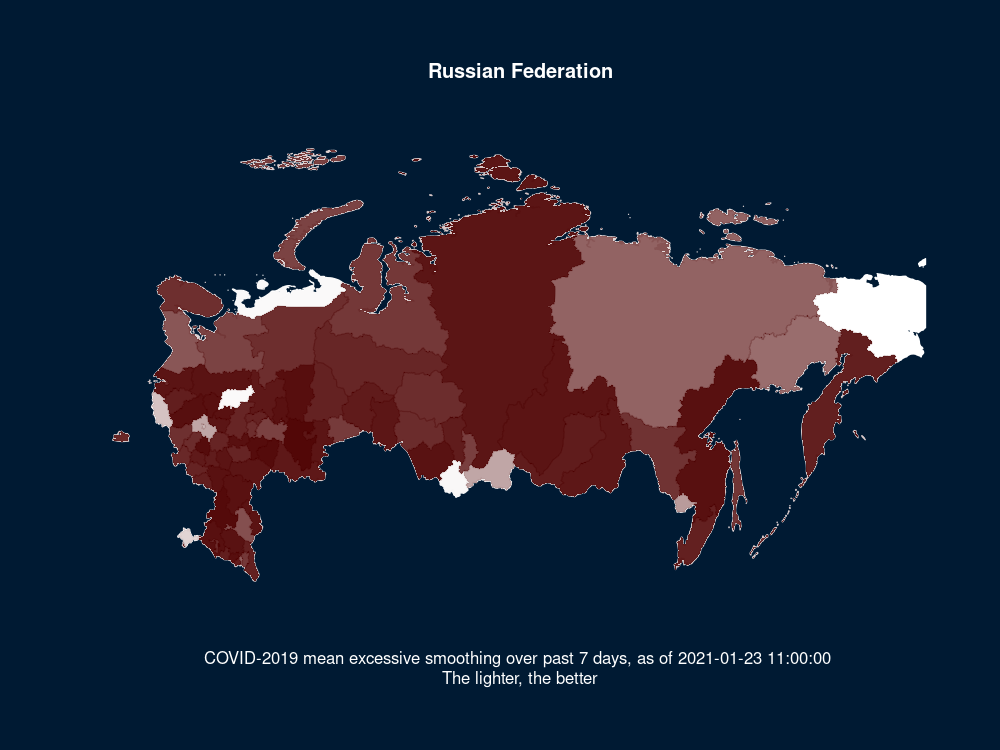 Russian Federation
COVID-2019 mean excessive smoothing over past 7 days, as of 2021-01-23 11:00:00
The lighter, the better